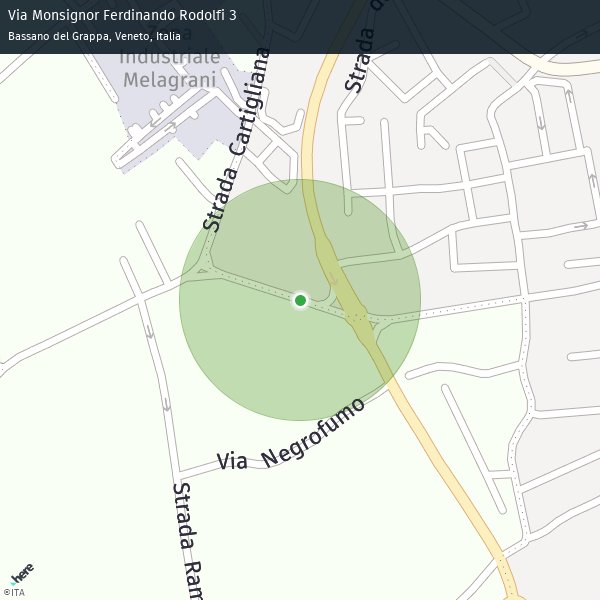 Via Monsignor Ferdinando Rodolfi 3
Bassano del Grappa, Veneto, Italia
Zona
Industriale
Melagrani
Strada Cartigliana
Strada
Via Negrofumo
Strada Ram
here
©ITA